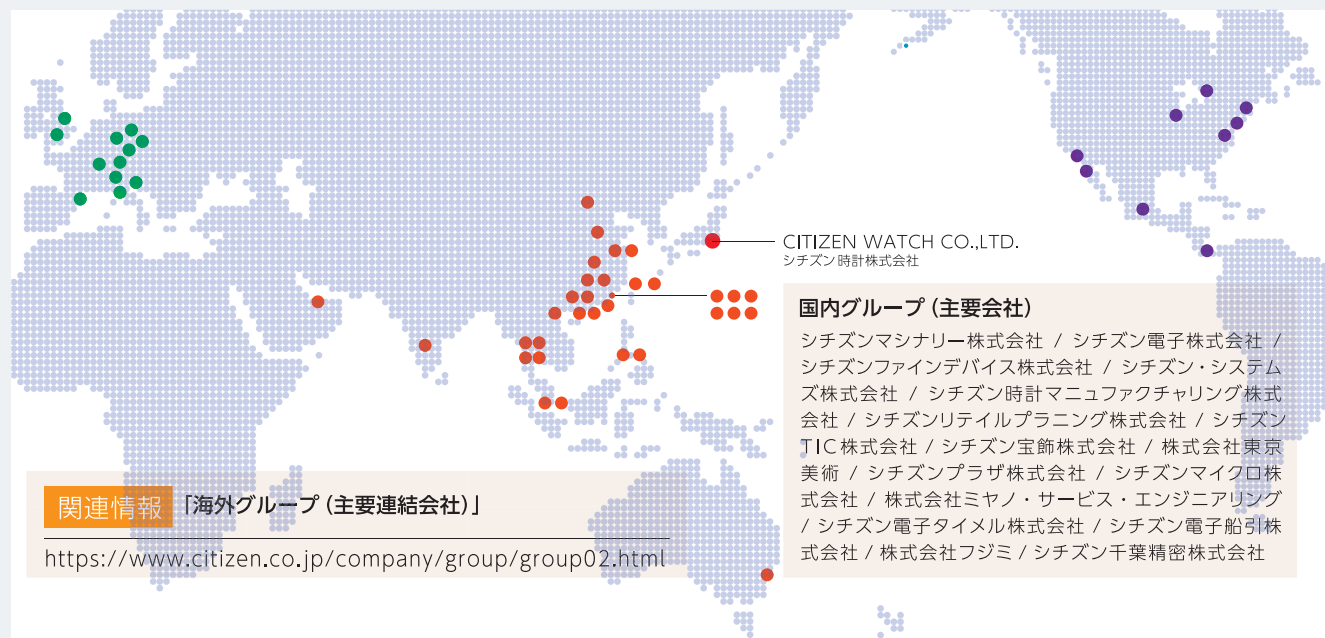 CITIZEN WATCH CO.,LTD.
シチズン時計株式会社
国内グループ（主要会社）
シチズンマシナリー株式会社 / シチズン電子株式会社 /
シチズンファインデバイス株式会社 / シチズン・システム
ズ株式会社 / シチズン時計マニュファクチャリング株式
会社 / シチズンリテイルプラニング株式会社 / シチズン
TIC株式会社 / シチズン宝飾株式会社 / 株式会社東京
美術 / シチズンプラザ株式会社 / シチズンマイクロ株
式会社 / 株式会社ミヤノ・サービス・エンジニアリング
/ シチズン電子タイメル株式会社 / シチズン電子船引株
式会社 / 株式会社フジミ / シチズン千葉精密株式会社
関連情報 「海外グループ（主要連結会社）」
https://www.citizen.co.jp/company/group/group02.html